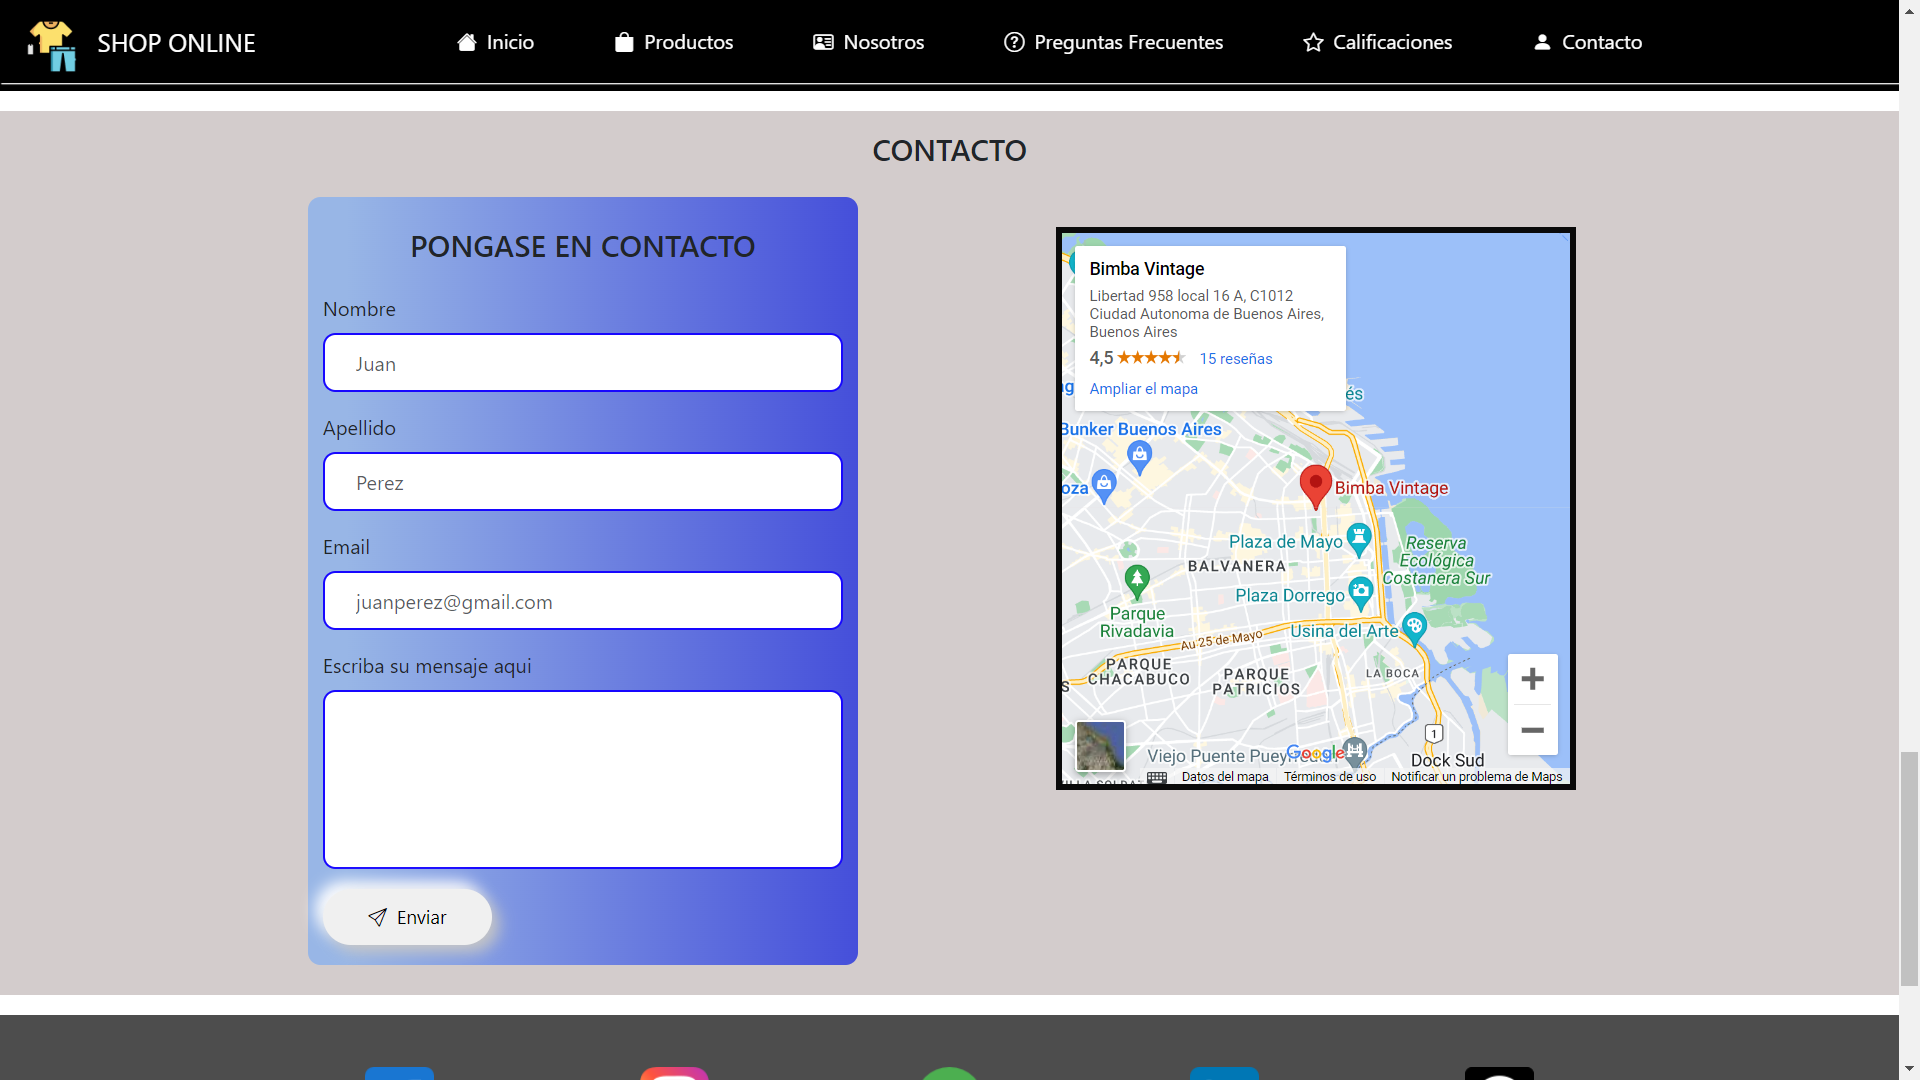 SHOP ONLINE
Inicio
Productos
Nosotros
Preguntas Frecuentes
Calificaciones
Contacto
CONTACTO
PONGASE EN CONTACTO
Nombre
Juan
Apellido
Perez
Email
juanperez@gmail.com
Escriba su mensaje aqui
Enviar
Bimba Vintage
Libertad 958 local 16 A, C1012
Ciudad Autonoma de Buenos Aires,
Buenos Aires
4,5
15 reseñas
Ampliar el mapa
és
Bunker Buenos Aires
oza
Bimba Vintage
Plaza de Mayo
BALVANERA
Reserva
Ecológica
Costanera Sur
Plaza Dorrego
Parque
Rivadavia
Usina del Arte
Au 25 de Mayo
PARQUE
CHACABUCO
PARQUE
PATRICIOS
LA BOCA
1
Viejo Puente
Google
Dock Sud
Datos del mapa
Términos de uso
Notificar un problema de Maps